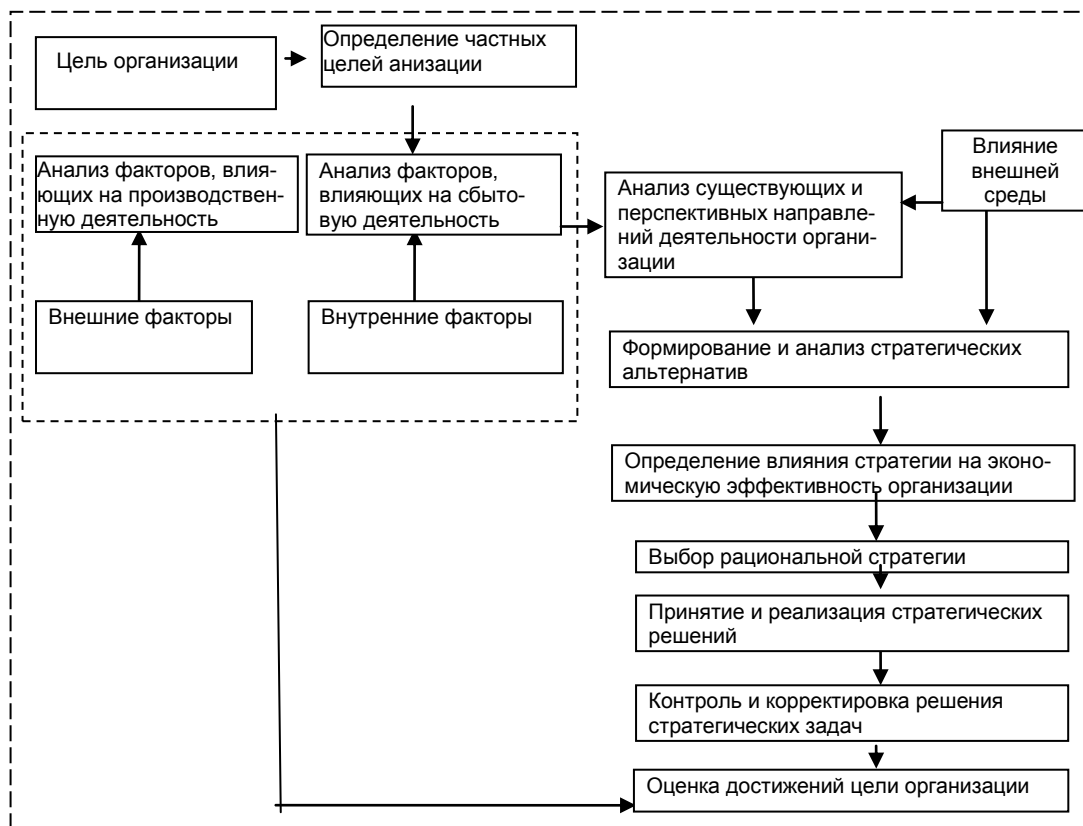 Цель организации
Определение частных
целей анизации
Анализ факторов, влия-
ющих на производствен-
ную деятельность
Анализ факторов,
влияющих на сбыто-
вую деятельность
Внешние факторы
Внутренние факторы
Влияние
внешней
среды
Анализ существующих и
перспективных направле-
ний деятельности органи-
зации
Формирование и анализ стратегических
альтернатив
Определение влияния стратегии на эконо-
мическую эффективность организации
Выбор рациональной стратегии
Принятие и реализация стратегических
решений
Контроль и корректировка решения
стратегических задач
Оценка достижений цели организации